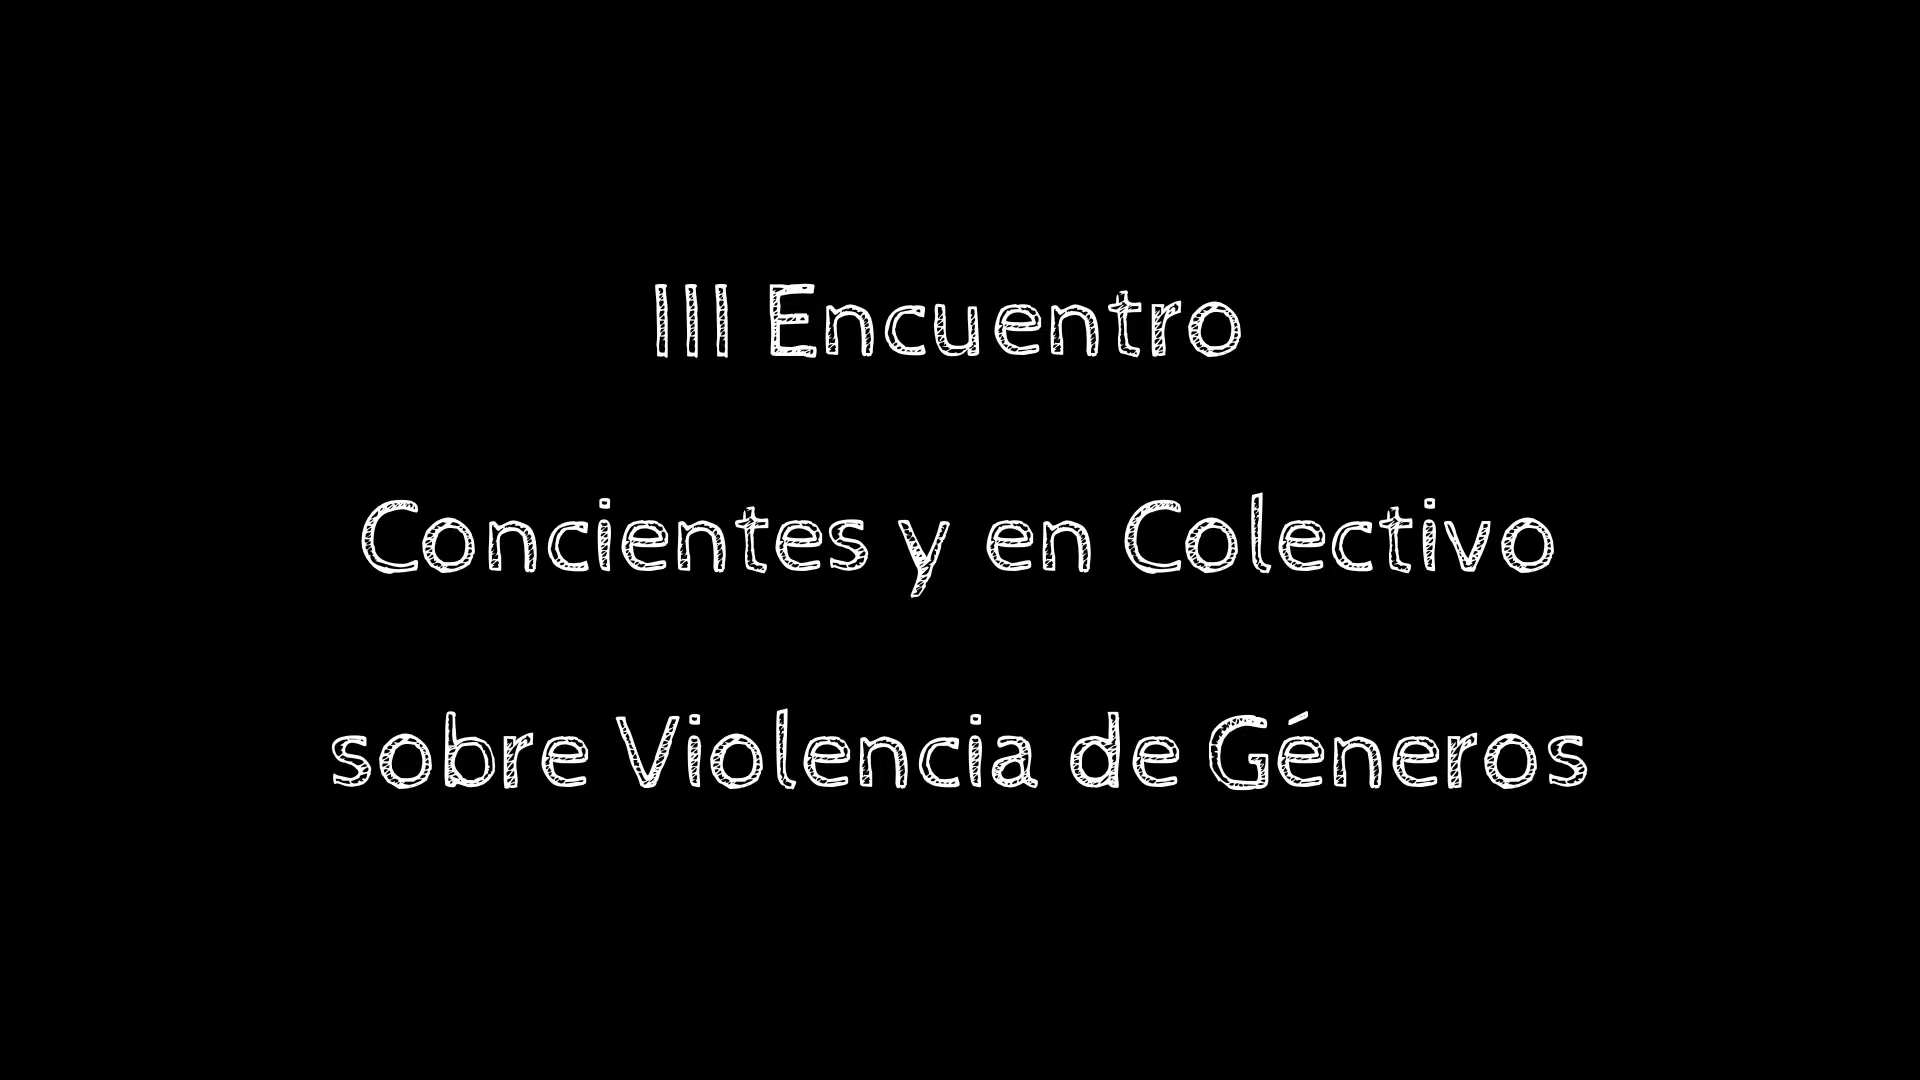 III Encuentro
Concientes y en Colectivo
sobre Violencia de Géneros